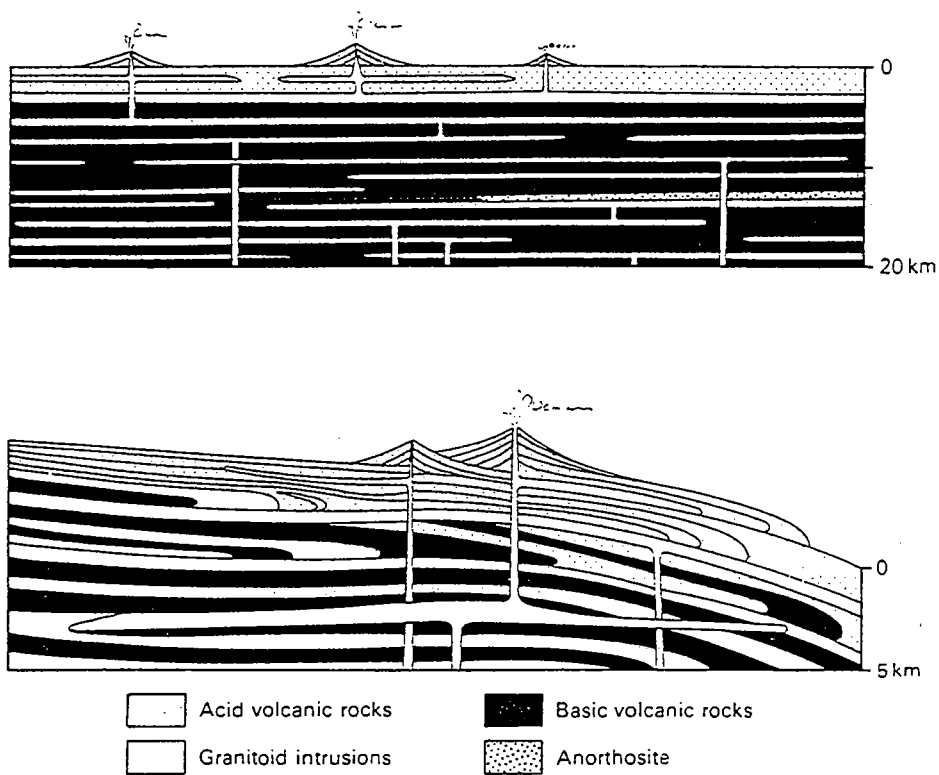 0
20 km
0
5 km
Acid volcanic rocks
Basic volcanic rocks
Granitoid intrusions
Anorthosite